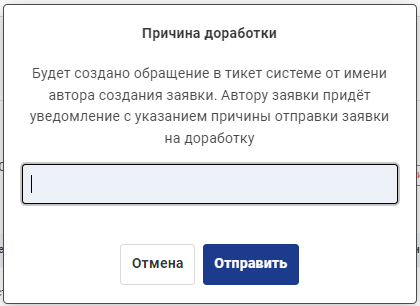 Причина доработки
Будет создано обращение в тикет системе от имени
автора создания заявки. Автору заявки придёт
уведомление с указанием причины отправки заявки
на доработку
Отмена
Отправить